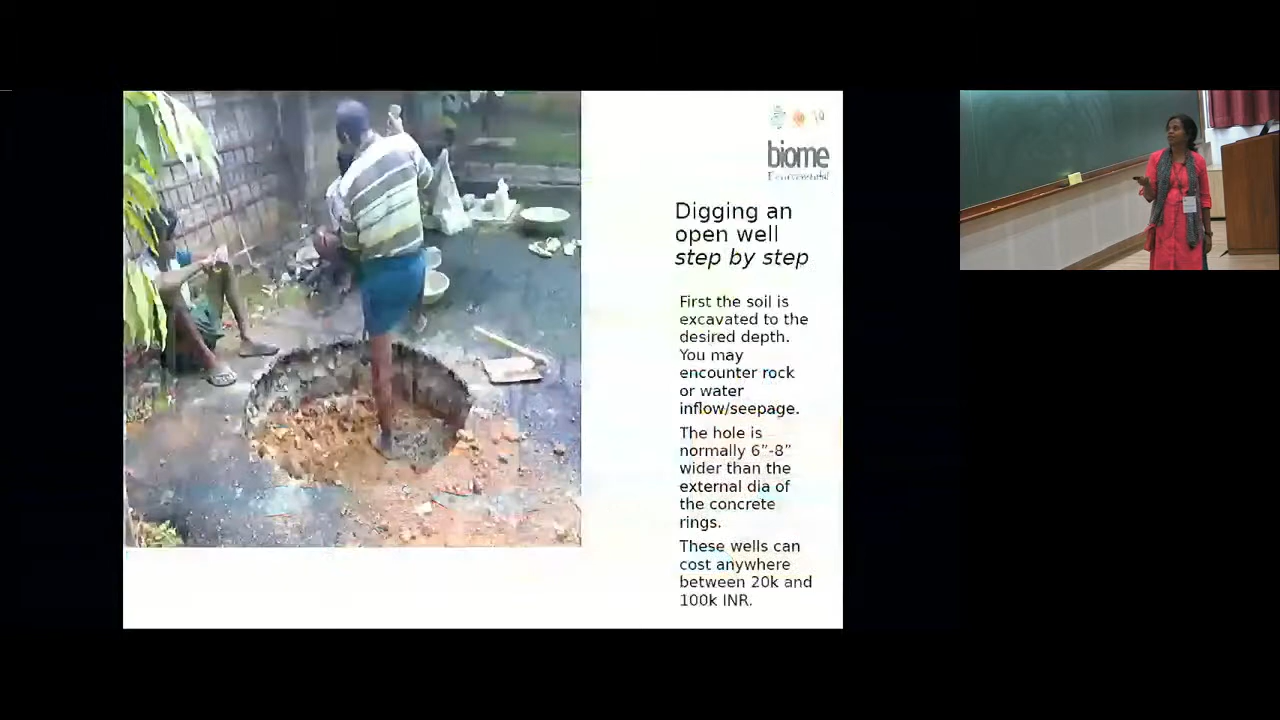 biome
Environmental
Digging an
open well
step by step
First the soil is
excavated to the
desired depth.
You may
encounter rock
or water
inflow/seepage.
The hole is
normally 6”-8”
wider than the
external dia of
the concrete
rings.
These wells can
cost anywhere
between 20k and
100k INR.